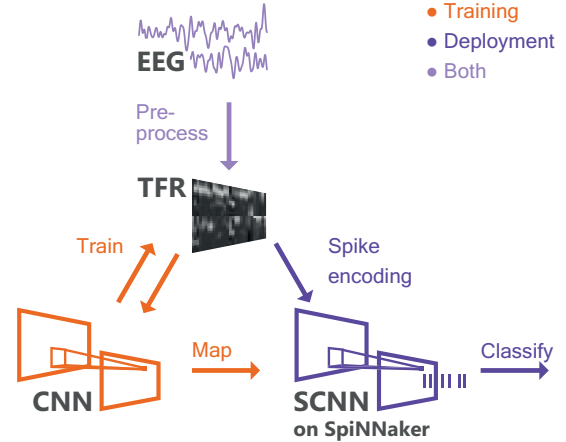 • Training
• Deployment
• Both
EEG
Pre-
process
TFR
Train
Spike
encoding
Map
Classify
CNN
SCNN
on SpiNNaker